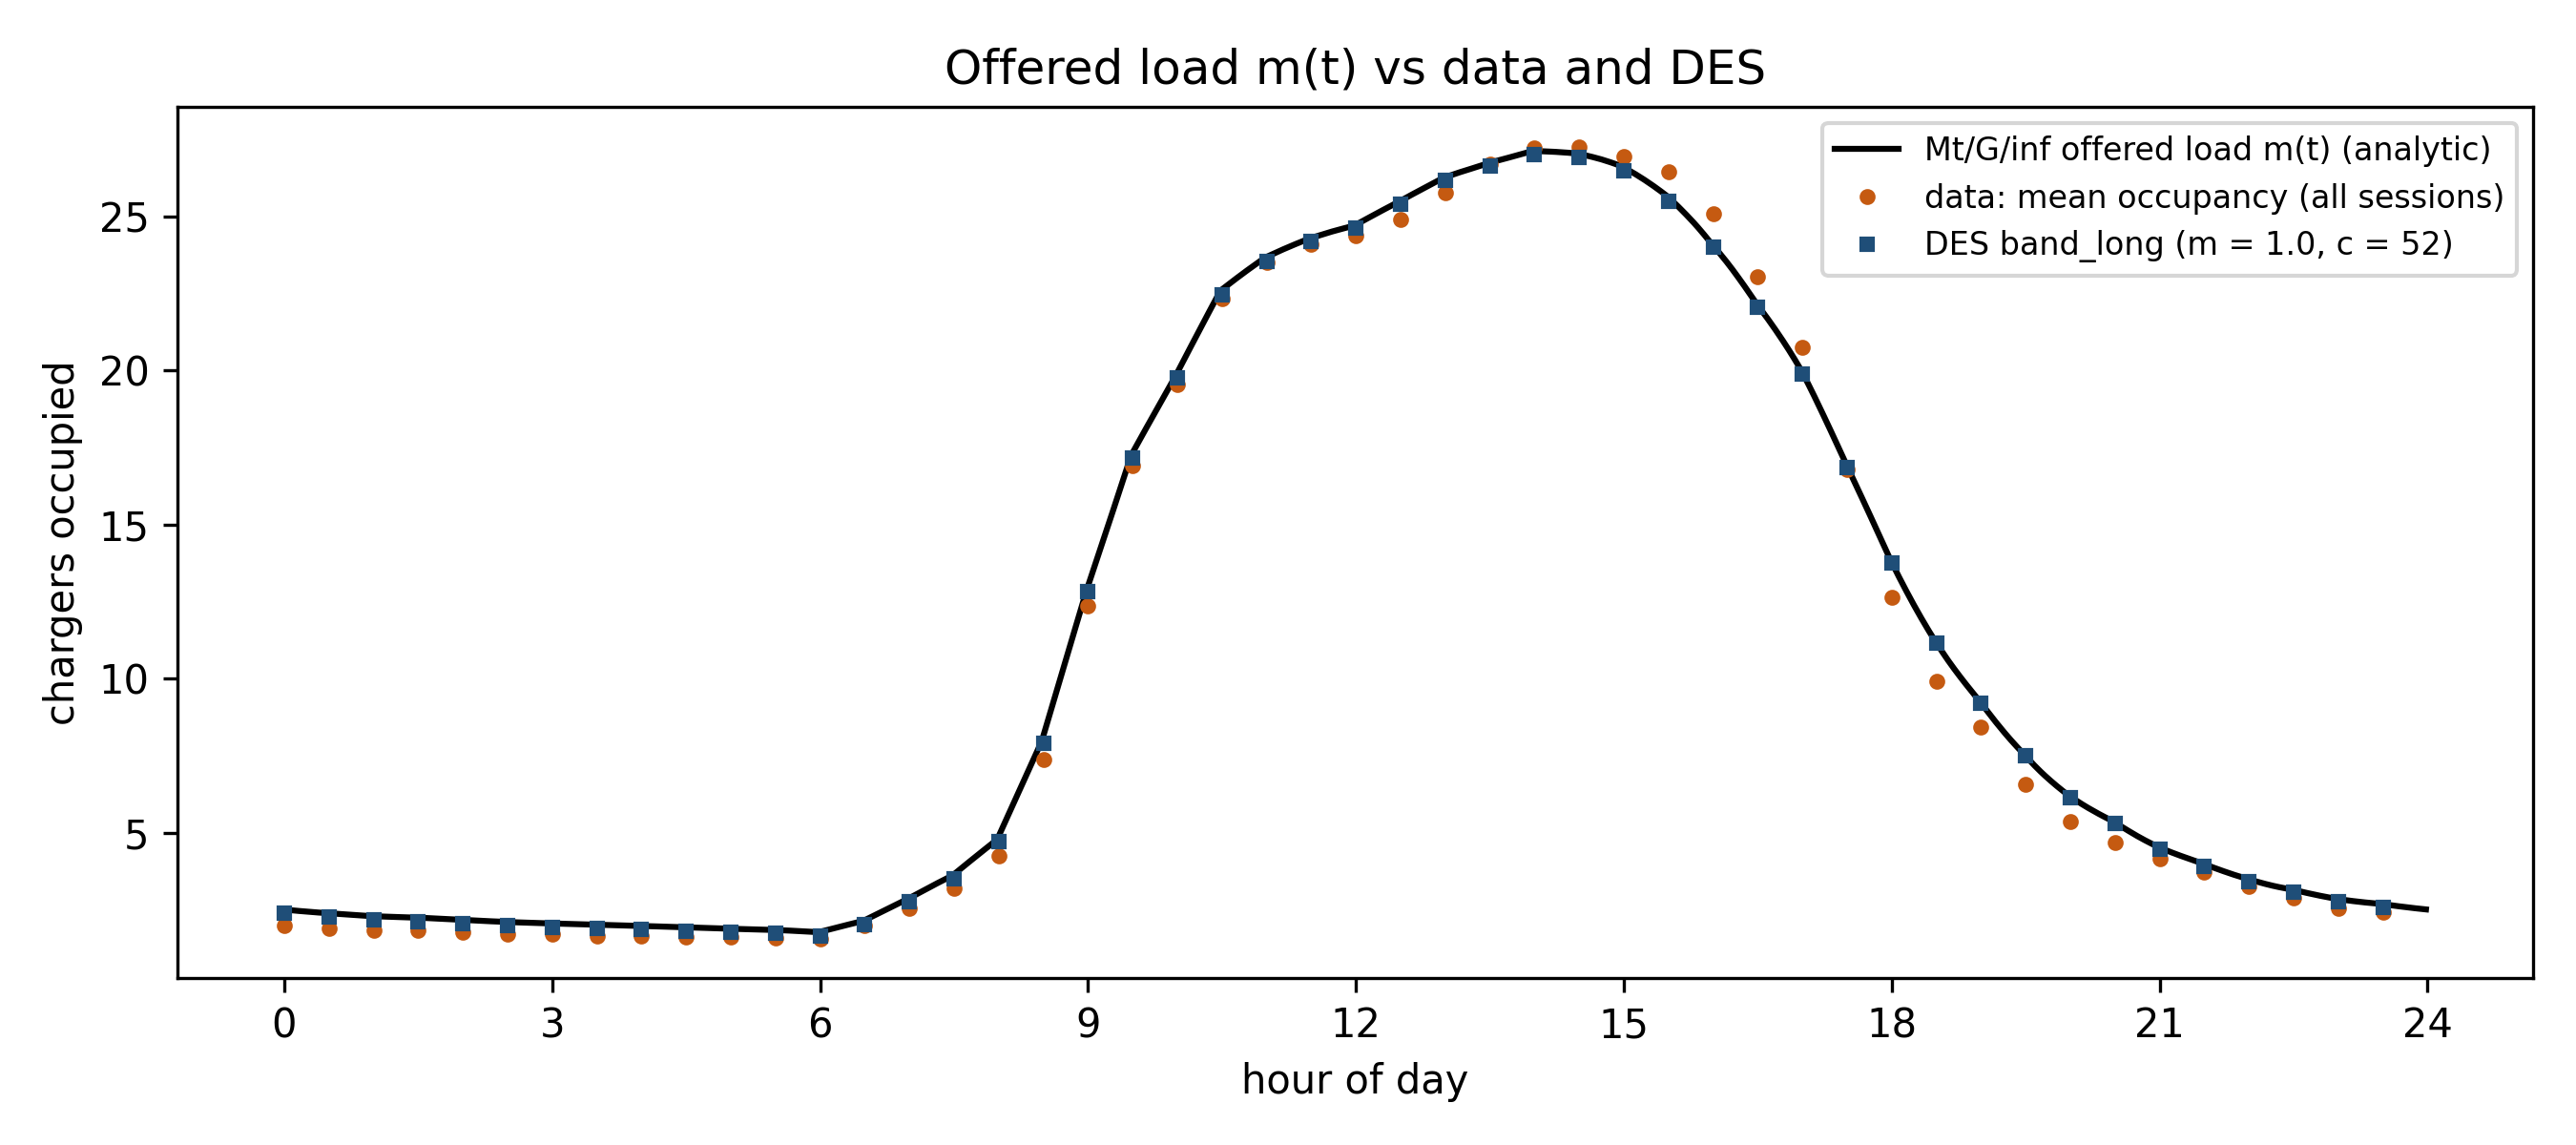 Offered load m(t) vs data and DES
Mt/G/inf offered load m(t) (analytic)
data: mean occupancy (all sessions)
DES band_long (m = 1.0, c = 52)
chargers occupied
25
20
15
10
5
0 3 6 9 12 15 18 21 24
hour of day